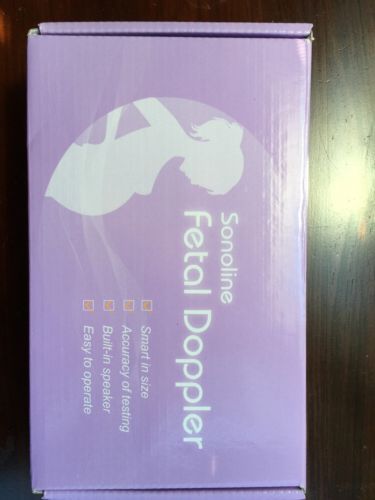 Sonoline
Fetal Doppler
Smart in size
Accuracy of testing
Built-in speaker
Easy to operate